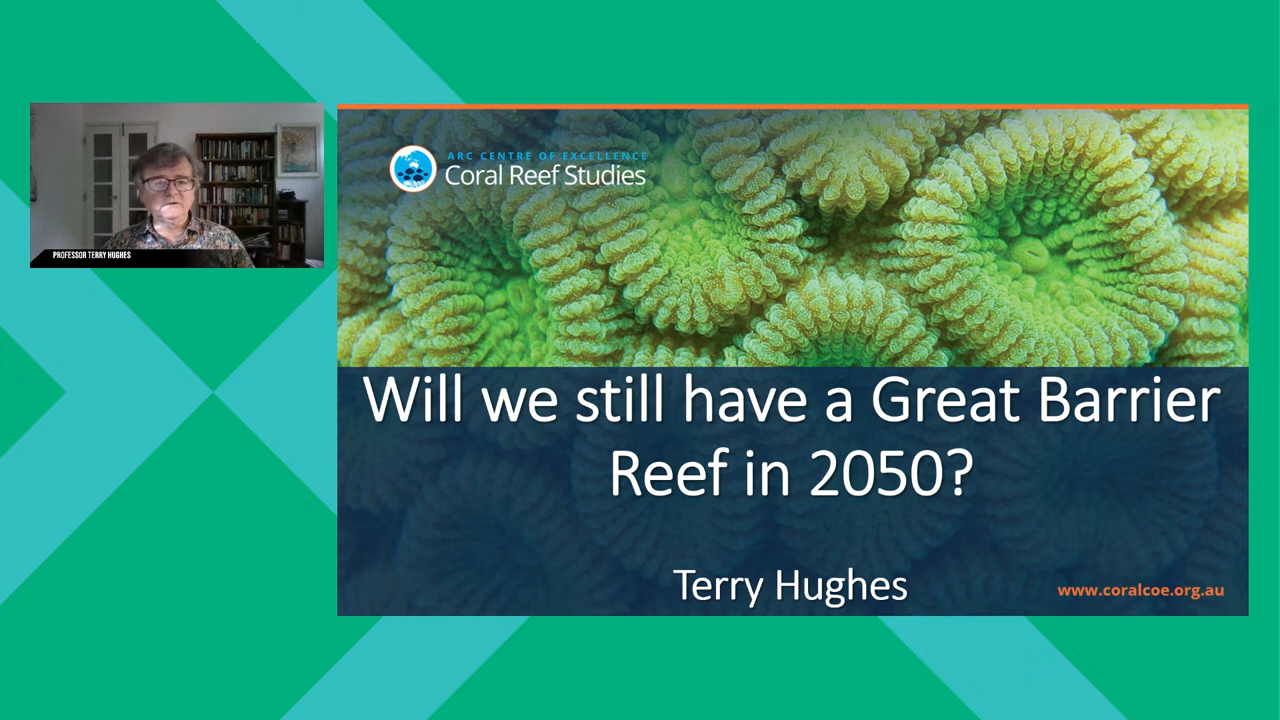 PROFESSOR TERRY HUGHES
ARC CENTRE OF EXCELLENCE
Coral Reef Studies
Will we still have a Great Barrier
Reef in 2050?
Terry Hughes
www.coralcoe.org.au